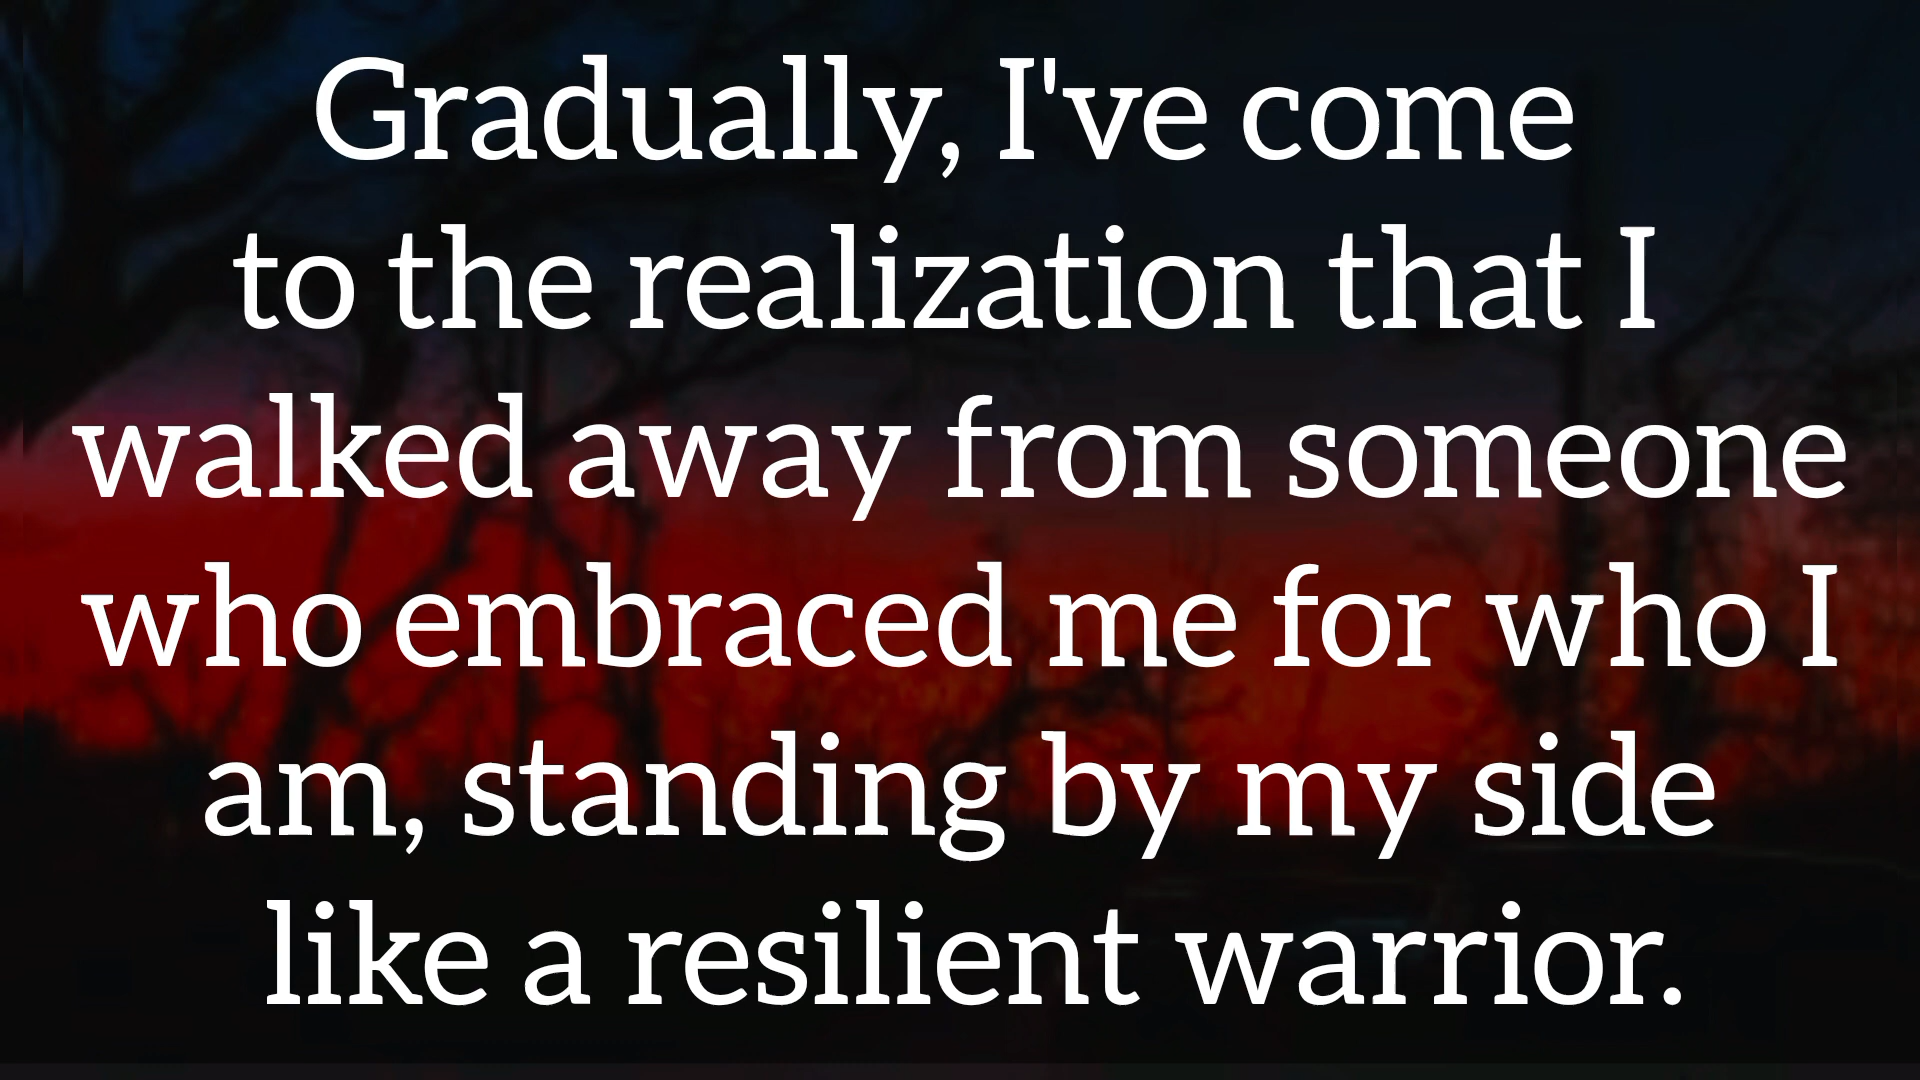 Gradually, I've come
to the realization that I
walked away from someone
who embraced me for who I
am, standing by my side
like a resilient warrior.